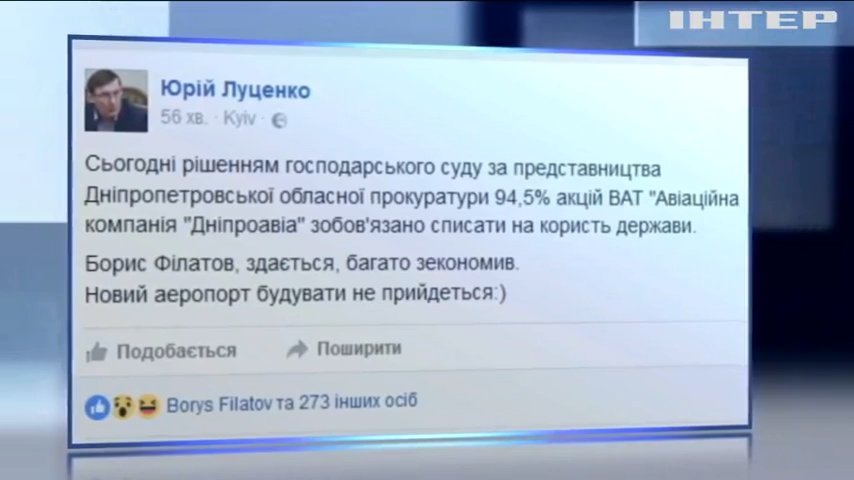 ІНТЕР
Юрій Луценко
56 хв. · Kyiv ·
Сьогодні рішенням господарського суду за представництва
Дніпропетровської обласної прокуратури 94,5% акцій ВАТ "Авіаційна
компанія "Дніпроавіа" зобов'язано списати на користь держави.
Борис Філатов, здається, багато зекономив.
Новий аеропорт будувати не прийдеться:)
Подобається Поширити
Borys Filatov та 273 інших осіб